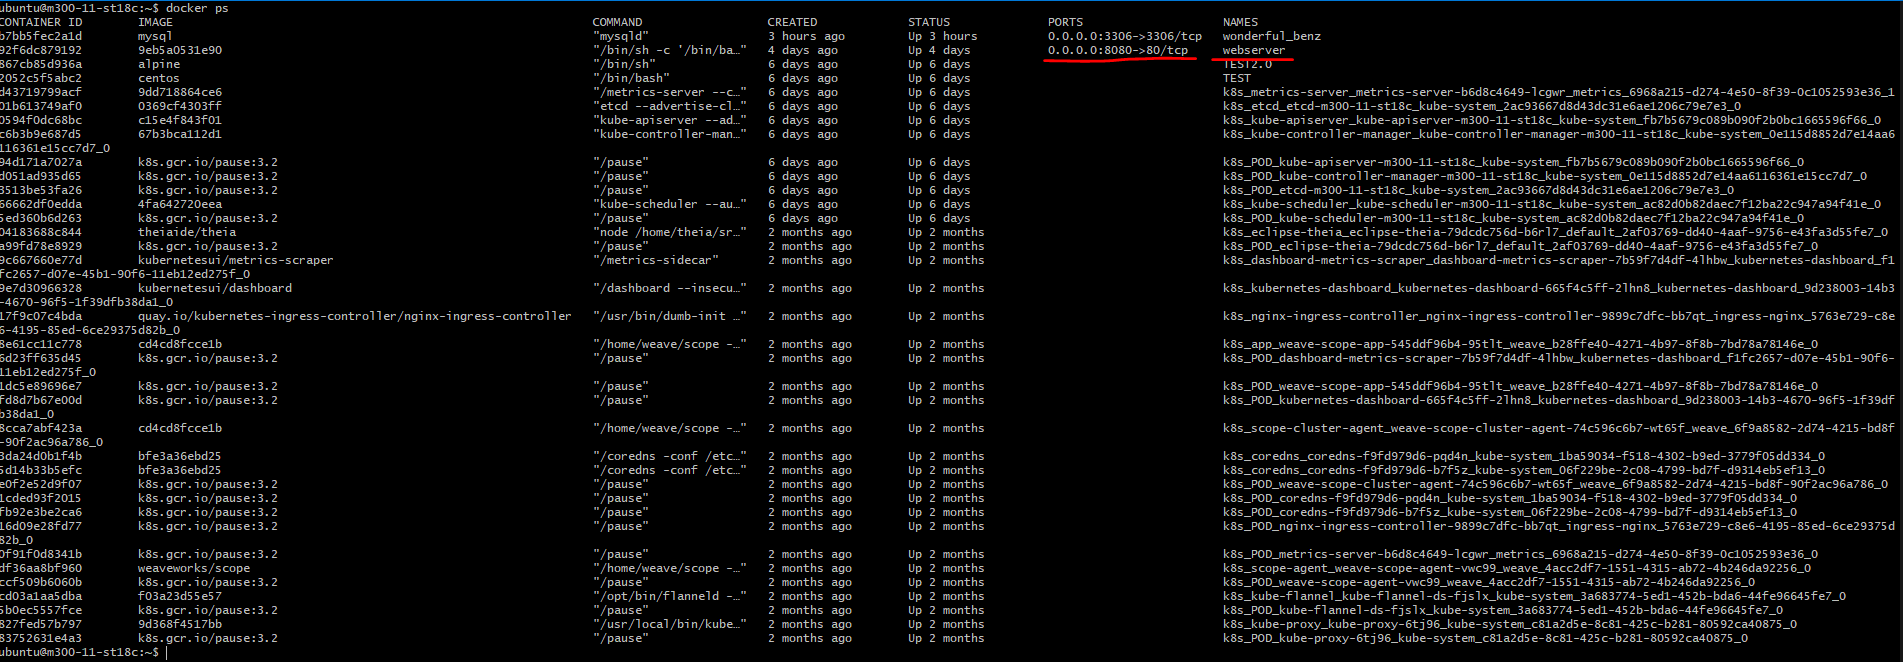 ubuntu@m300-11-st18c:~$ docker ps
CONTAINER ID IMAGE COMMAND CREATED STATUS PORTS NAMES
b7bb5fec2a1d mysql "mysqld" 3 hours ago Up 3 hours 0.0.0.0:3306->3306/tcp wonderful_benz
92f6dc879192 9eb5a0531e90 "/bin/sh -c '/bin/ba…" 4 days ago Up 4 days 0.0.0.0:8080->80/tcp webserver
867cb85d936a alpine "/bin/sh" 6 days ago Up 6 days TEST2.0
2052c5f5abc2 centos "/bin/bash" 6 days ago Up 6 days TEST
d43719799acf 9dd718864ce6 "/metrics-server --c…" 6 days ago Up 6 days k8s_metrics-server_metrics-server-b6d8c4649-lcgwr_metrics_6968a215-d274-4e50-8f39-0c1052593e36_1
01b613749af0 0369cf4303ff "etcd --advertise-cl…" 6 days ago Up 6 days k8s_etcd_etcd-m300-11-st18c_kube-system_2ac93667d8d43dc31e6ae1206c79e7e3_0
0594f0dc68bc c15e4f843f01 "kube-apiserver --ad…" 6 days ago Up 6 days k8s_kube-apiserver_kube-apiserver-m300-11-st18c_kube-system_fb7b5679c089b090f2b0bc1665596f66_0
c6b3b9e687d5 67b3bca112d1 "kube-controller-man…" 6 days ago Up 6 days k8s_kube-controller-manager_kube-controller-manager-m300-11-st18c_kube-system_0e115d8852d7e14aa6
116361e15cc7d7_0
94d171a7027a k8s.gcr.io/pause:3.2 "/pause" 6 days ago Up 6 days k8s_POD_kube-apiserver-m300-11-st18c_kube-system_fb7b5679c089b090f2b0bc1665596f66_0
d051ad935d65 k8s.gcr.io/pause:3.2 "/pause" 6 days ago Up 6 days k8s_POD_kube-controller-manager-m300-11-st18c_kube-system_0e115d8852d7e14aa6116361e15cc7d7_0
3513be53fa26 k8s.gcr.io/pause:3.2 "/pause" 6 days ago Up 6 days k8s_POD_etcd-m300-11-st18c_kube-system_2ac93667d8d43dc31e6ae1206c79e7e3_0
66662df0edda 4fa642720eea "kube-scheduler --au…" 6 days ago Up 6 days k8s_kube-scheduler_kube-scheduler-m300-11-st18c_kube-system_ac82d0b82daec7f12ba22c947a94f41e_0
5ed360b6d263 k8s.gcr.io/pause:3.2 "/pause" 6 days ago Up 6 days k8s_POD_kube-scheduler-m300-11-st18c_kube-system_ac82d0b82daec7f12ba22c947a94f41e_0
04183688c844 theiaide/theia "node /home/theia/sr…" 2 months ago Up 2 months k8s_eclipse-theia_eclipse-theia-79dcdc756d-b6rl7_default_2af03769-dd40-4aaf-9756-e43fa3d55fe7_0
a99fd78e8929 k8s.gcr.io/pause:3.2 "/pause" 2 months ago Up 2 months k8s_POD_eclipse-theia-79dcdc756d-b6rl7_default_2af03769-dd40-4aaf-9756-e43fa3d55fe7_0
9c667660e77d kubernetesui/metrics-scraper "/metrics-sidecar" 2 months ago Up 2 months k8s_dashboard-metrics-scraper_dashboard-metrics-scraper-7b59f7d4df-4lhbw_kubernetes-dashboard_f1
fc2657-d07e-45b1-90f6-11eb12ed275f_0
9e7d30966328 kubernetesui/dashboard "/dashboard --insecu…" 2 months ago Up 2 months k8s_kubernetes-dashboard_kubernetes-dashboard-665f4c5ff-2lhn8_kubernetes-dashboard_9d238003-14b3
-4670-96f5-1f39dfb38da1_0
17f9c07c4bda quay.io/kubernetes-ingress-controller/nginx-ingress-controller "/usr/bin/dumb-init …" 2 months ago Up 2 months k8s_nginx-ingress-controller_nginx-ingress-controller-9899c7dfc-bb7qt_ingress-nginx_5763e729-c8e
6-4195-85ed-6ce29375d82b_0
8e61cc11c778 cd4cd8fcce1b "/home/weave/scope -…" 2 months ago Up 2 months k8s_app_weave-scope-app-545ddf96b4-95tlt_weave_b28ffe40-4271-4b97-8f8b-7bd78a78146e_0
6d23ff635d45 k8s.gcr.io/pause:3.2 "/pause" 2 months ago Up 2 months k8s_POD_dashboard-metrics-scraper-7b59f7d4df-4lhbw_kubernetes-dashboard_f1fc2657-d07e-45b1-90f6-
11eb12ed275f_0
1dc5e89696e7 k8s.gcr.io/pause:3.2 "/pause" 2 months ago Up 2 months k8s_POD_weave-scope-app-545ddf96b4-95tlt_weave_b28ffe40-4271-4b97-8f8b-7bd78a78146e_0
fd8d7b67e00d k8s.gcr.io/pause:3.2 "/pause" 2 months ago Up 2 months k8s_POD_kubernetes-dashboard-665f4c5ff-2lhn8_kubernetes-dashboard_9d238003-14b3-4670-96f5-1f39df
b38da1_0
8cca7abf423a cd4cd8fcce1b "/home/weave/scope -…" 2 months ago Up 2 months k8s_scope-cluster-agent_weave-scope-cluster-agent-74c596c6b7-wt65f_weave_6f9a8582-2d74-4215-bd8f
-90f2ac96a786_0
3da24d0b1f4b bfe3a36ebd25 "/coredns -conf /etc…" 2 months ago Up 2 months k8s_coredns_coredns-f9fd979d6-pqd4n_kube-system_1ba59034-f518-4302-b9ed-3779f05dd334_0
5d14b33b5efc bfe3a36ebd25 "/coredns -conf /etc…" 2 months ago Up 2 months k8s_coredns_coredns-f9fd979d6-b7f5z_kube-system_06f229be-2c08-4799-bd7f-d9314eb5ef13_0
e0f2e52d9f07 k8s.gcr.io/pause:3.2 "/pause" 2 months ago Up 2 months k8s_POD_weave-scope-cluster-agent-74c596c6b7-wt65f_weave_6f9a8582-2d74-4215-bd8f-90f2ac96a786_0
1cded93f2015 k8s.gcr.io/pause:3.2 "/pause" 2 months ago Up 2 months k8s_POD_coredns-f9fd979d6-pqd4n_kube-system_1ba59034-f518-4302-b9ed-3779f05dd334_0
fb92e3be2ca6 k8s.gcr.io/pause:3.2 "/pause" 2 months ago Up 2 months k8s_POD_coredns-f9fd979d6-b7f5z_kube-system_06f229be-2c08-4799-bd7f-d9314eb5ef13_0
16d09e28fd77 k8s.gcr.io/pause:3.2 "/pause" 2 months ago Up 2 months k8s_POD_nginx-ingress-controller-9899c7dfc-bb7qt_ingress-nginx_5763e729-c8e6-4195-85ed-6ce29375d
82b_0
0f91f0d8341b k8s.gcr.io/pause:3.2 "/pause" 2 months ago Up 2 months k8s_POD_metrics-server-b6d8c4649-lcgwr_metrics_6968a215-d274-4e50-8f39-0c1052593e36_0
df36aa8bf960 weaveworks/scope "/home/weave/scope -…" 2 months ago Up 2 months k8s_scope-agent_weave-scope-agent-vwc99_weave_4acc2df7-1551-4315-ab72-4b246da92256_0
ccf509b6060b k8s.gcr.io/pause:3.2 "/pause" 2 months ago Up 2 months k8s_POD_weave-scope-agent-vwc99_weave_4acc2df7-1551-4315-ab72-4b246da92256_0
cd03a1aa5dba f03a23d55e57 "/opt/bin/flanneld -…" 2 months ago Up 2 months k8s_kube-flannel_kube-flannel-ds-fjslx_kube-system_3a683774-5ed1-452b-bda6-44fe96645fe7_0
5b0ec5557fce k8s.gcr.io/pause:3.2 "/pause" 2 months ago Up 2 months k8s_POD_kube-flannel-ds-fjslx_kube-system_3a683774-5ed1-452b-bda6-44fe96645fe7_0
827fed57b797 9d368f4517bb "/usr/local/bin/kube…" 2 months ago Up 2 months k8s_kube-proxy_kube-proxy-6tj96_kube-system_c81a2d5e-8c81-425c-b281-80592ca40875_0
83752631e4a3 k8s.gcr.io/pause:3.2 "/pause" 2 months ago Up 2 months k8s_POD_kube-proxy-6tj96_kube-system_c81a2d5e-8c81-425c-b281-80592ca40875_0
ubuntu@m300-11-st18c:~$